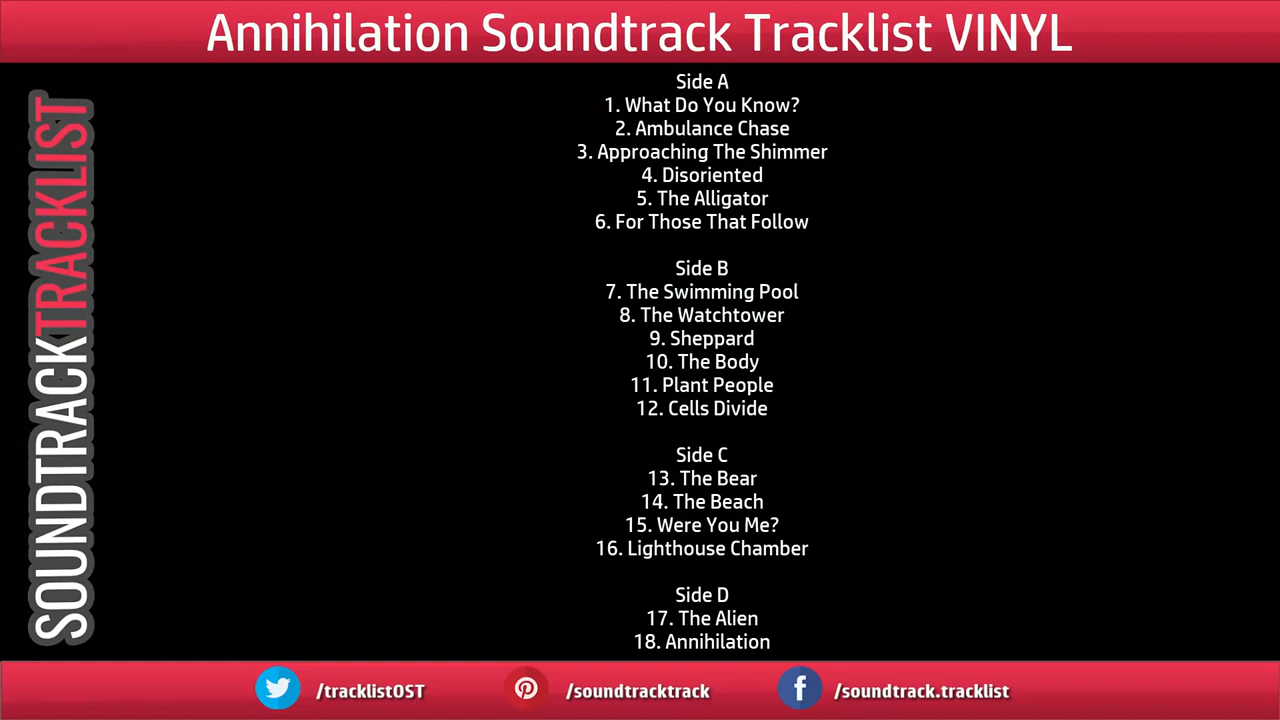 Annihilation Soundtrack Tracklist VINYL
SOUNDTRACKTRACKLIST
Side A
1. What Do You Know?
2. Ambulance Chase
3. Approaching The Shimmer
4. Disoriented
5. The Alligator
6. For Those That Follow
Side B
7. The Swimming Pool
8. The Watchtower
9. Sheppard
10. The Body
11. Plant People
12. Cells Divide
Side C
13. The Bear
14. The Beach
15. Were You Me?
16. Lighthouse Chamber
Side D
17. The Alien
18. Annihilation
/tracklistOST /soundtracktrack /soundtrack.tracklist